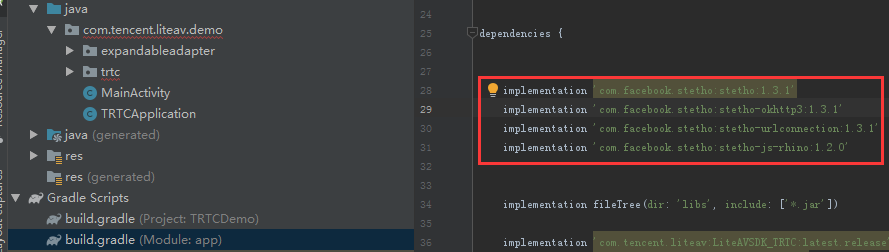 Resource Manager
Layout Captures
java
com.tencent.liteav.demo
expandableadapter
trtc
MainActivity
TRTCApplication
java (generated)
res
res (generated)
Gradle Scripts
build.gradle (Project: TRTCDemo)
build.gradle (Module: app)
24
25 dependencies {
26
27
28 implementation 'com.facebook.stetho:stetho:1.3.1'
29 implementation 'com.facebook.stetho:stetho-okhttp3:1.3.1'
30 implementation 'com.facebook.stetho:stetho-urlconnection:1.3.1'
31 implementation 'com.facebook.stetho:stetho-js-rhino:1.2.0'
32
33
34 implementation fileTree(dir: 'libs', include: ['*.jar'])
35
36 implementation 'com.tencent.liteav:LiteAVSDK_TRTC:latest.release